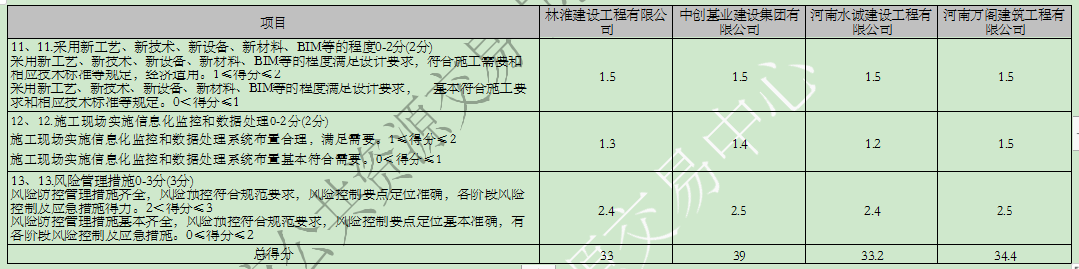 项目 林淮建设工程有限公司 中创基业建设集团有限公司 河南水诚建设工程有限公司 河南万阁建筑工程有限公司
11、11.采用新工艺、新技术、新设备、新材料、BIM等的程度0-2分(2分)
采用新工艺、新技术、新设备、新材料、BIM等的程度满足设计要求，符合施工需要和
相应技术标准等规定，经济适用。1≤得分≤2
采用新工艺、新技术、新设备、新材料、BIM等的程度满足设计要求， 基本符合施工要
求和相应技术标准等规定。0<得分≤1
1.5 1.5 1.5 1.5
12、12.施工现场实施信息化监控和数据处理0-2分(2分)
施工现场实施信息化监控和数据处理系统布置合理，满足需要。1≤得分≤2
施工现场实施信息化监控和数据处理系统布置基本符合需要。0<得分≤1
1.3 1.4 1.2 1.5
13、13.风险管理措施0-3分(3分)
风险防控管理措施齐全，风险预控符合规范要求，风险控制要点定位准确，各阶段风险
控制及应急措施得力。2<得分≤3
风险防控管理措施基本齐全，风险预控符合规范要求，风险控制要点定位基本准确，有
各阶段风险控制及应急措施。0≤得分≤2
2.4 2.5 2.4 2.5
总得分 33 39 33.2 34.4
公共资源交易中心
源交易中心